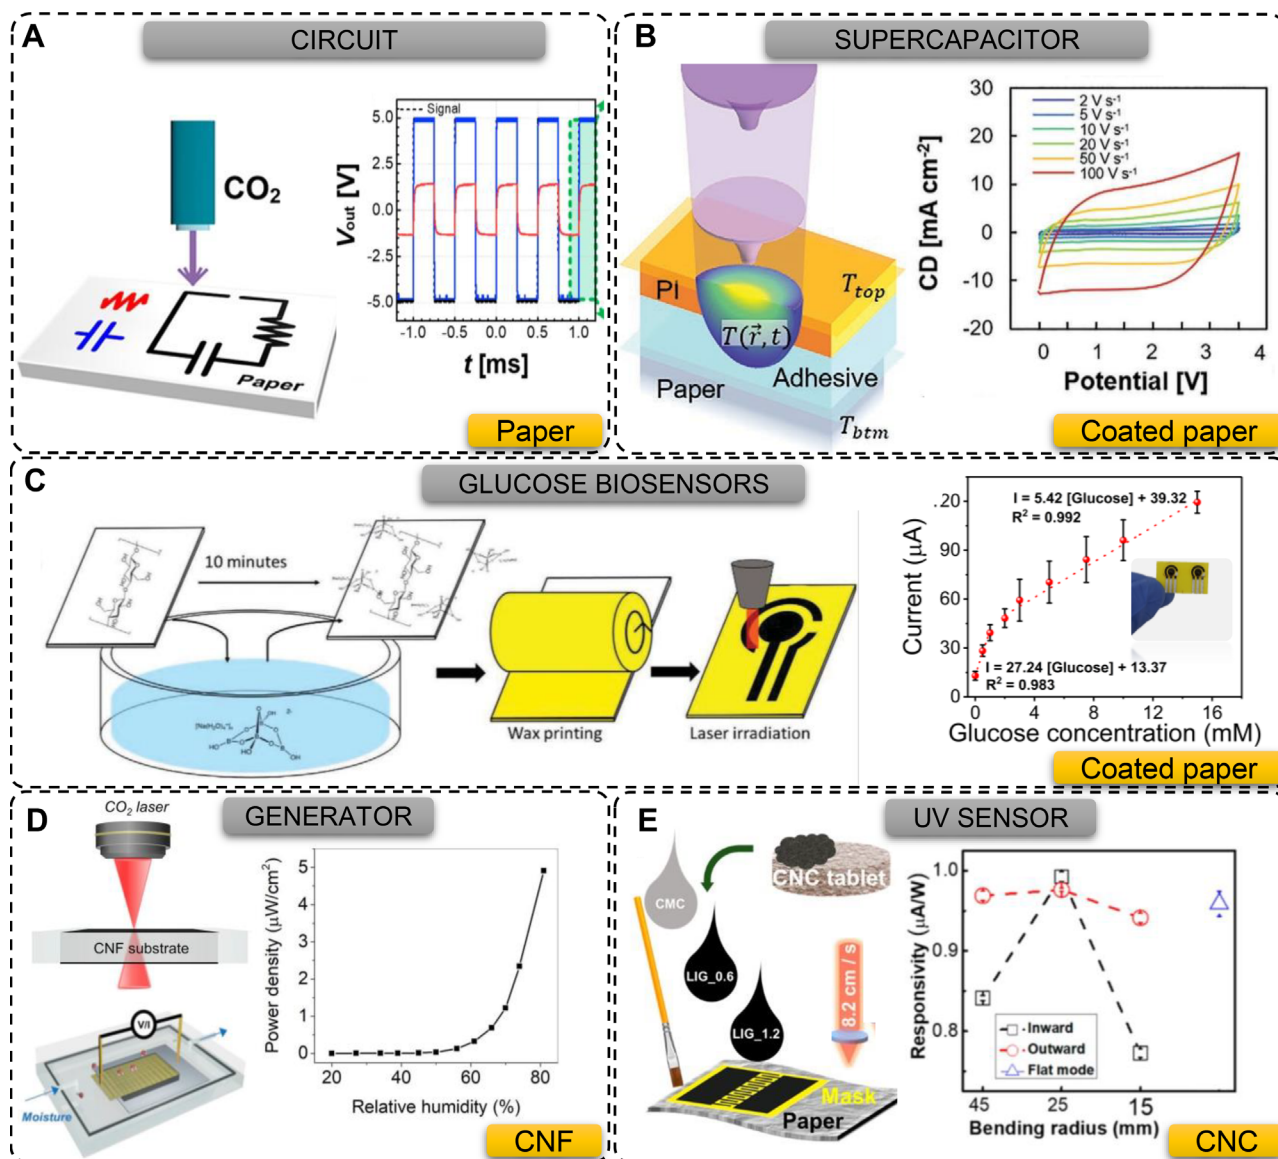 A
CIRCUIT
CO2
Paper
Signal
5.0
2.5
0.0
-2.5
-5.0
Vout [V]
-1.0 -0.5 0.0 0.5 1.0
t [ms]
Paper
B
SUPERCAPACITOR
PI
T_top
T(r⃗,t)
Adhesive
Paper
T_btm
30
20
10
0
-10
-20
CD [mA cm-2]
2 V s-1
5 V s-1
10 V s-1
20 V s-1
50 V s-1
100 V s-1
0 1 2 3 4
Potential [V]
Coated paper
C
GLUCOSE BIOSENSORS
10 minutes
Wax printing
Laser irradiation
.20
90
60
30
0
Current (μA)
I = 5.42 [Glucose] + 39.32
R2 = 0.992
I = 27.24 [Glucose] + 13.37
R2 = 0.983
0 4 8 12 16
Glucose concentration (mM)
Coated paper
D
GENERATOR
CO2 laser
CNF substrate
V/I
Moisture
5
4
3
2
1
0
Power density (μW/cm2)
20 40 60 80
Relative humidity (%)
CNF
E
UV SENSOR
CMC
CNC tablet
LIG_0.6
LIG_1.2
8.2 cm / s
Mask
Paper
1.0
0.9
0.8
Responsivity (μA/W)
Inward
Outward
Flat mode
45 25 15
Bending radius (mm)
CNC